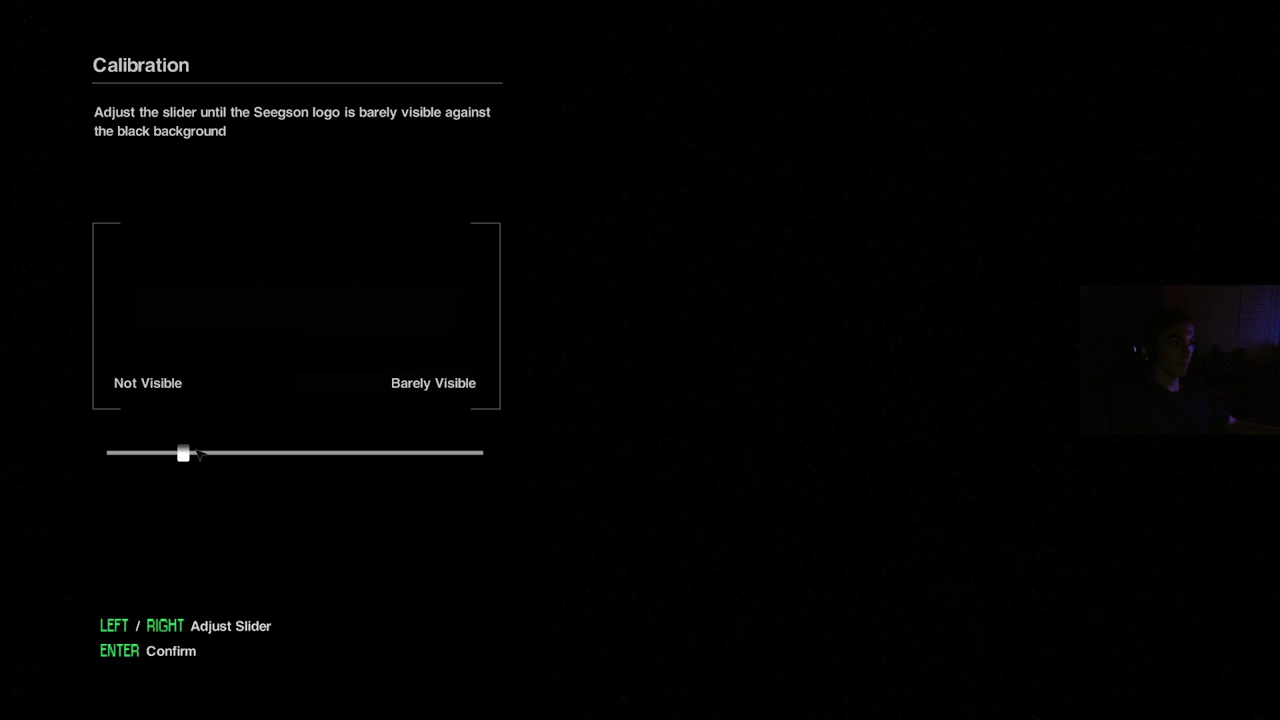 Calibration
Adjust the slider until the Seegson logo is barely visible against
the black background
SEEGSON
Not Visible
Barely Visible
LEFT / RIGHT Adjust Slider
ENTER Confirm